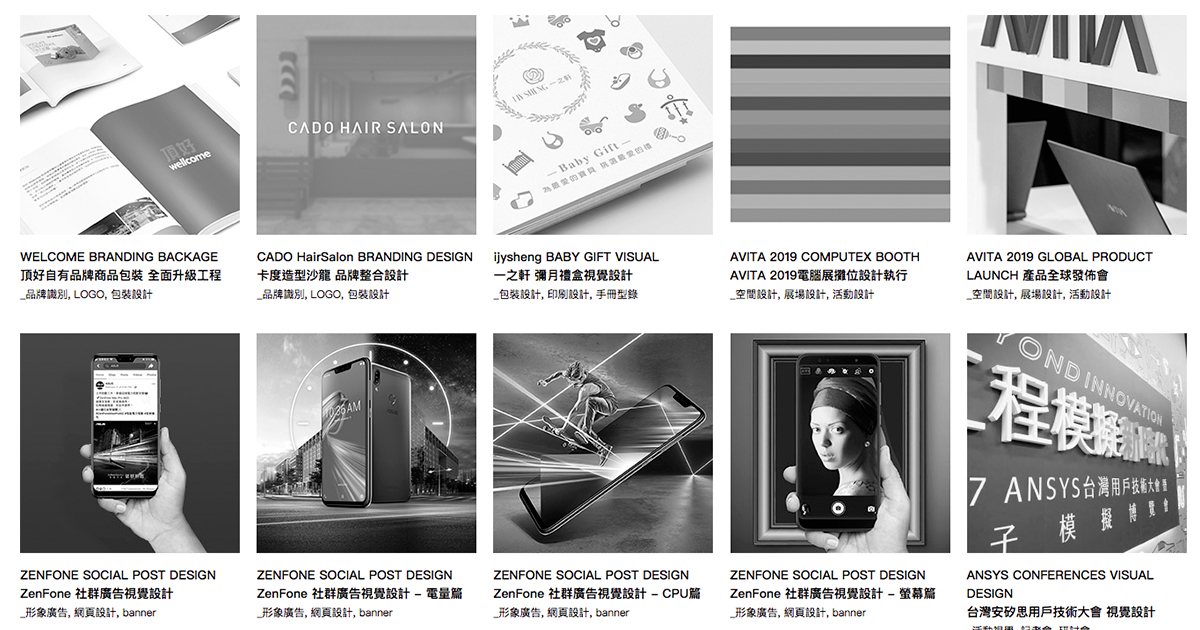 頂好
wellcome
CADO HAIR SALON
IJYSHENG 一之軒
Baby Gift
為最愛的寶貝 挑選最愛的禮
AVITA
AVITA
WELCOME BRANDING BACKAGE
頂好自有品牌商品包裝 全面升級工程
_品牌識別, LOGO, 包裝設計
CADO HairSalon BRANDING DESIGN
卡度造型沙龍 品牌整合設計
_品牌識別, LOGO, 包裝設計
ijysheng BABY GIFT VISUAL
一之軒 彌月禮盒視覺設計
_包裝設計, 印刷設計, 手冊型錄
AVITA 2019 COMPUTEX BOOTH
AVITA 2019電腦展攤位設計執行
_空間設計, 展場設計, 活動設計
AVITA 2019 GLOBAL PRODUCT
LAUNCH 產品全球發佈會
_空間設計, 展場設計, 活動設計
10:35 AM
YOND INNOVATION
工程模擬新時代
7 ANSYS台灣用戶技術大會暨
子模擬博覽會
ZENFONE SOCIAL POST DESIGN
ZenFone 社群廣告視覺設計
_形象廣告, 網頁設計, banner
ZENFONE SOCIAL POST DESIGN
ZenFone 社群廣告視覺設計 – 電量篇
_形象廣告, 網頁設計, banner
ZENFONE SOCIAL POST DESIGN
ZenFone 社群廣告視覺設計 – CPU篇
_形象廣告, 網頁設計, banner
ZENFONE SOCIAL POST DESIGN
ZenFone 社群廣告視覺設計 – 螢幕篇
_形象廣告, 網頁設計, banner
ANSYS CONFERENCES VISUAL
DESIGN
台灣安矽思用戶技術大會 視覺設計
_活動視覺, 記者會, 研討會